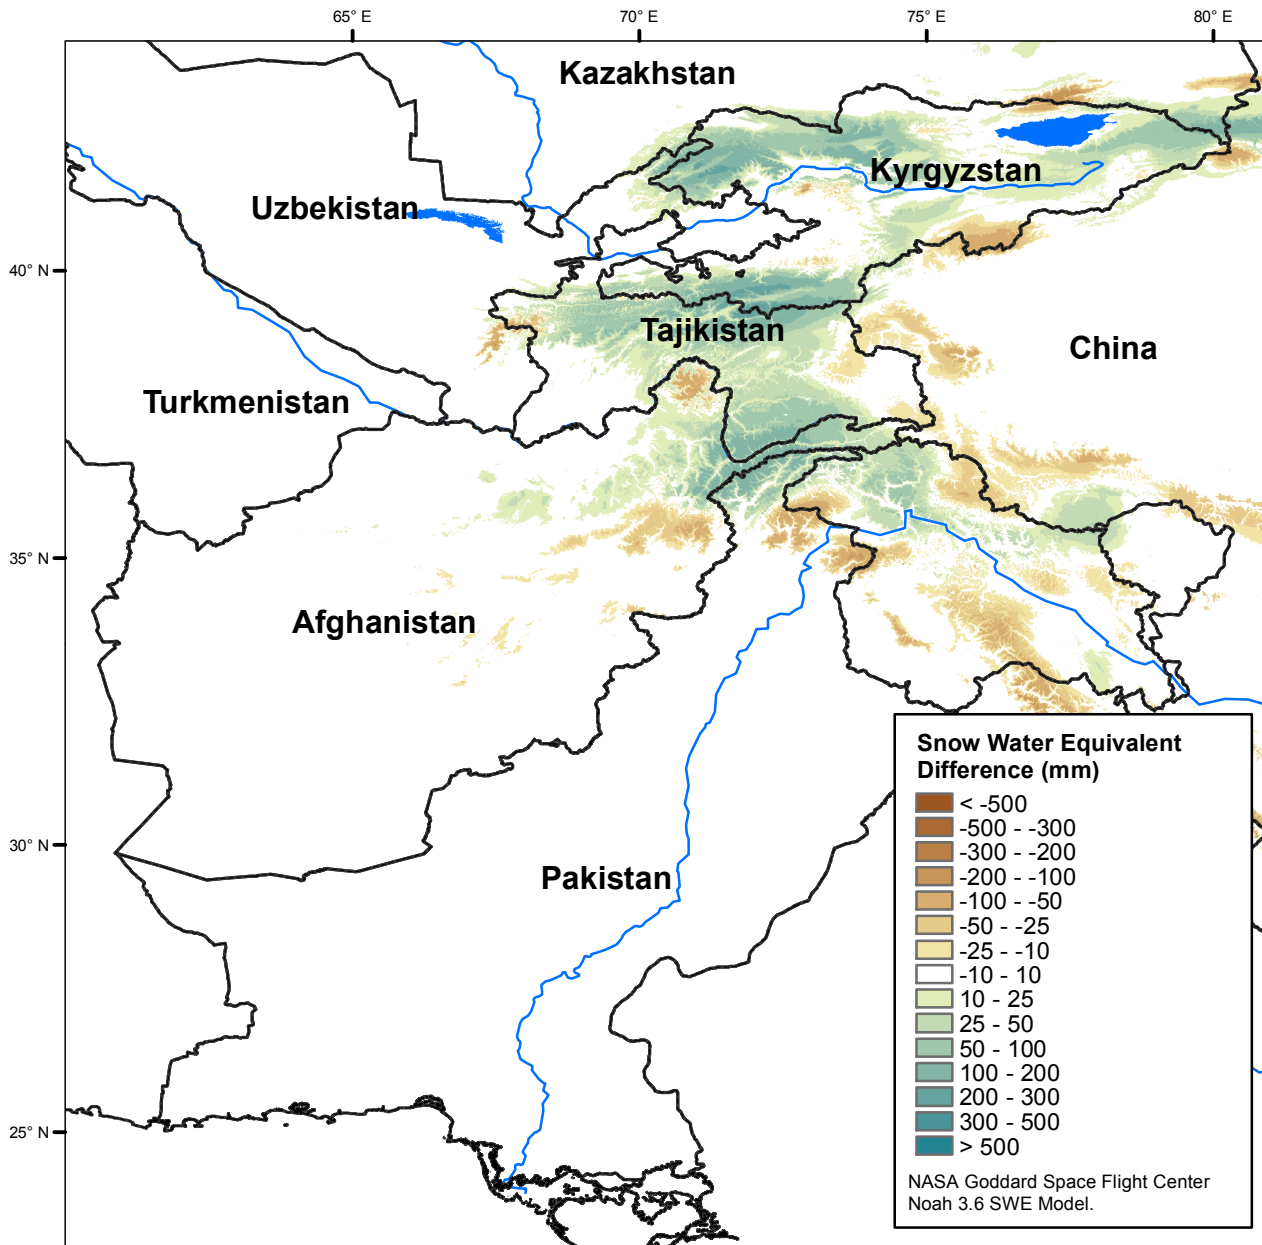 65° E
70° E
75° E
80° E
Kazakhstan
Kyrgyzstan
Uzbekistan
40° N
Tajikistan
China
Turkmenistan
35° N
Afghanistan
30° N
Pakistan
25° N
Snow Water Equivalent
Difference (mm)
< -500
-500 - -300
-300 - -200
-200 - -100
-100 - -50
-50 - -25
-25 - -10
-10 - 10
10 - 25
25 - 50
50 - 100
100 - 200
200 - 300
300 - 500
> 500
NASA Goddard Space Flight Center
Noah 3.6 SWE Model.